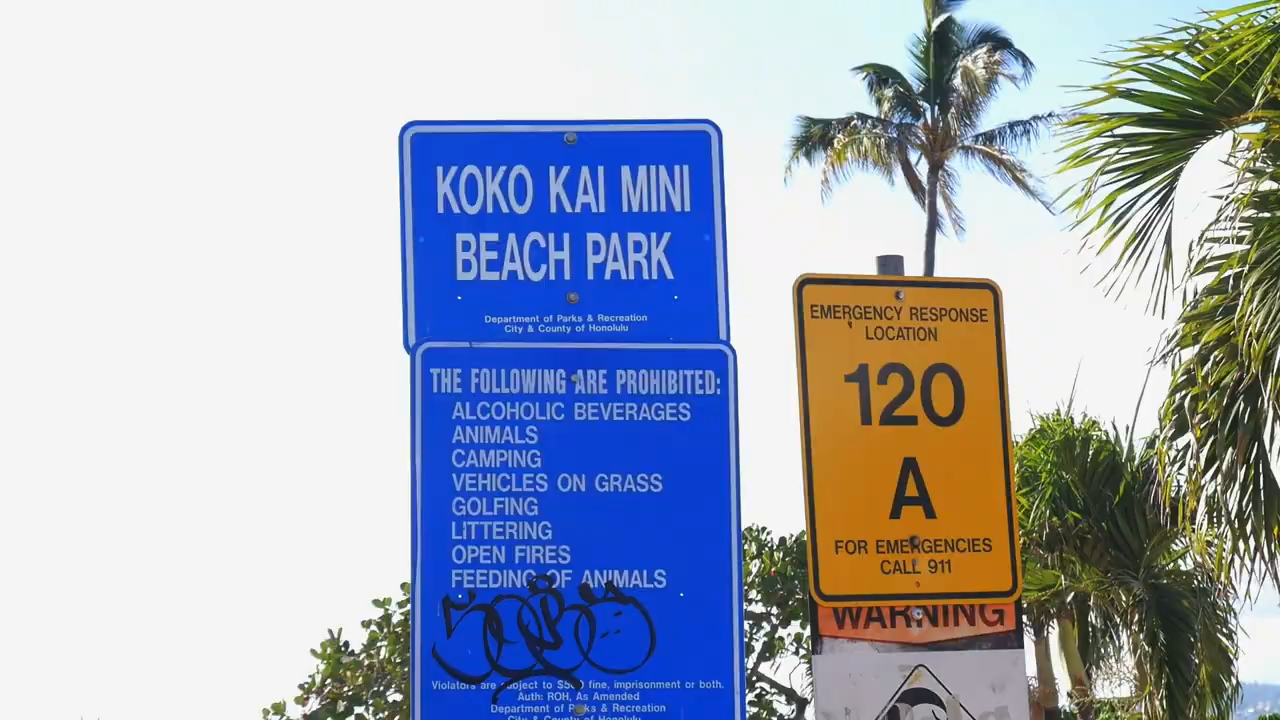 KOKO KAI MINI
BEACH PARK
Department of Parks & Recreation
City & County of Honolulu
THE FOLLOWING ARE PROHIBITED:
ALCOHOLIC BEVERAGES
ANIMALS
CAMPING
VEHICLES ON GRASS
GOLFING
LITTERING
OPEN FIRES
FEEDING OF ANIMALS
Violators are subject to $500 fine, imprisonment or both.
Auth: ROH, As Amended
Department of Parks & Recreation
City & County of Honolulu
EMERGENCY RESPONSE
LOCATION
120
A
FOR EMERGENCIES
CALL 911
WARNING